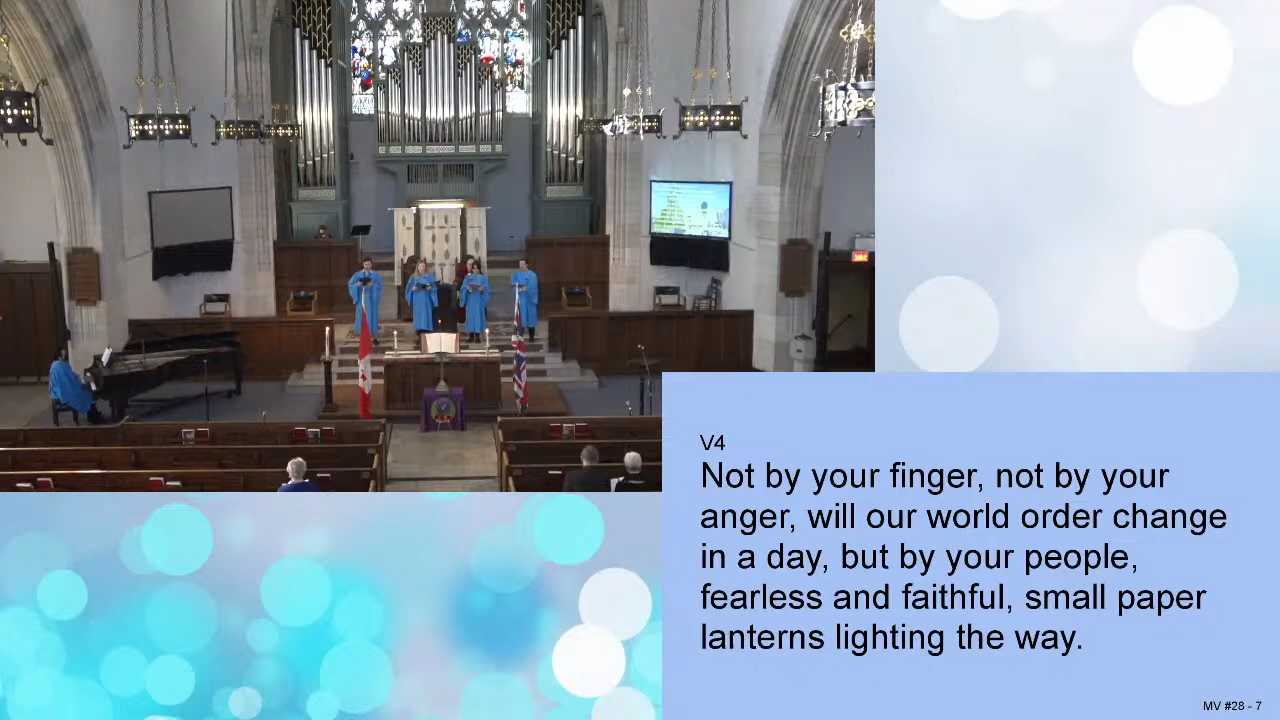 V4
Not by your finger, not by your
anger, will our world order change
in a day, but by your people,
fearless and faithful, small paper
lanterns lighting the way.
MV #28 - 7